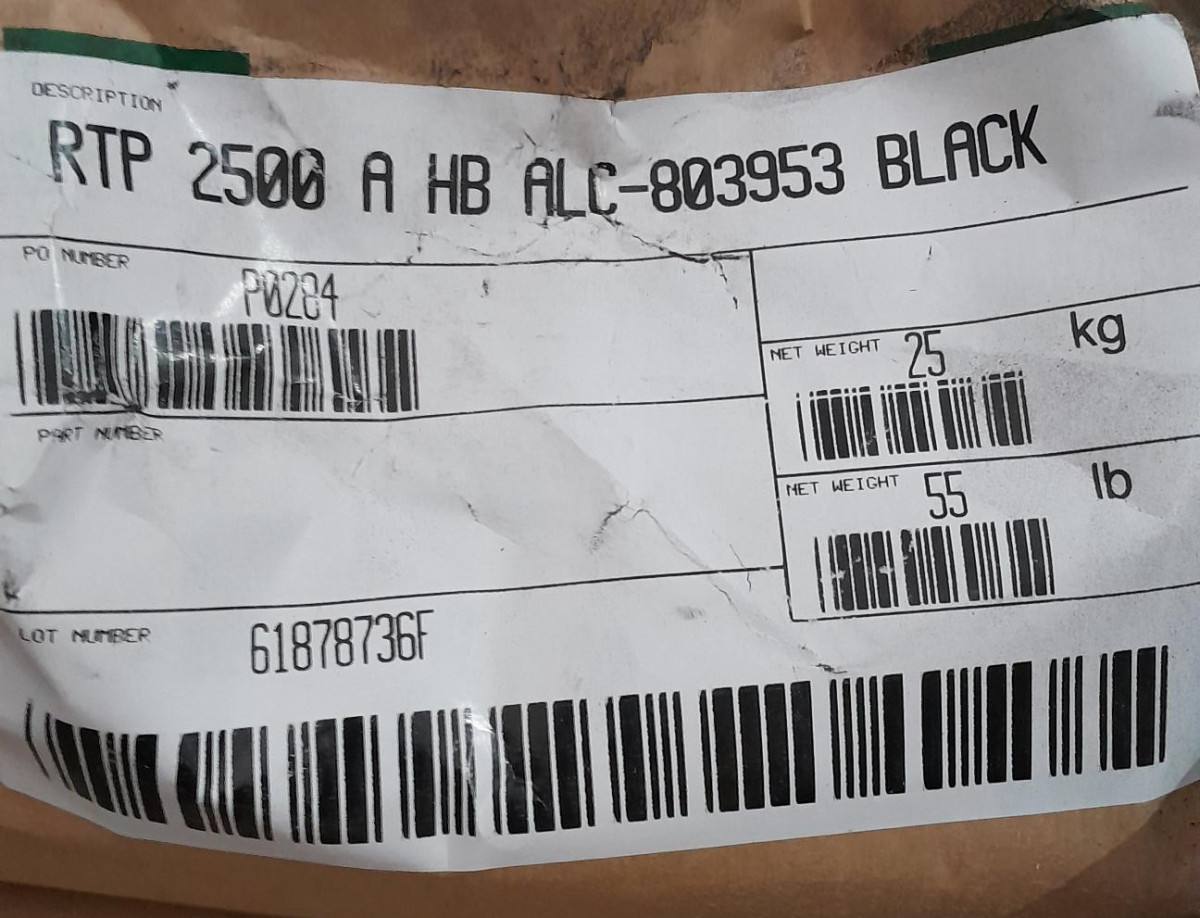 DESCRIPTION
RTP 2500 A HB ALC-803953 BLACK
PO NUMBER
P0284
NET WEIGHT 25 kg
PART NUMBER
NET WEIGHT 55 lb
LOT NUMBER 61878736F